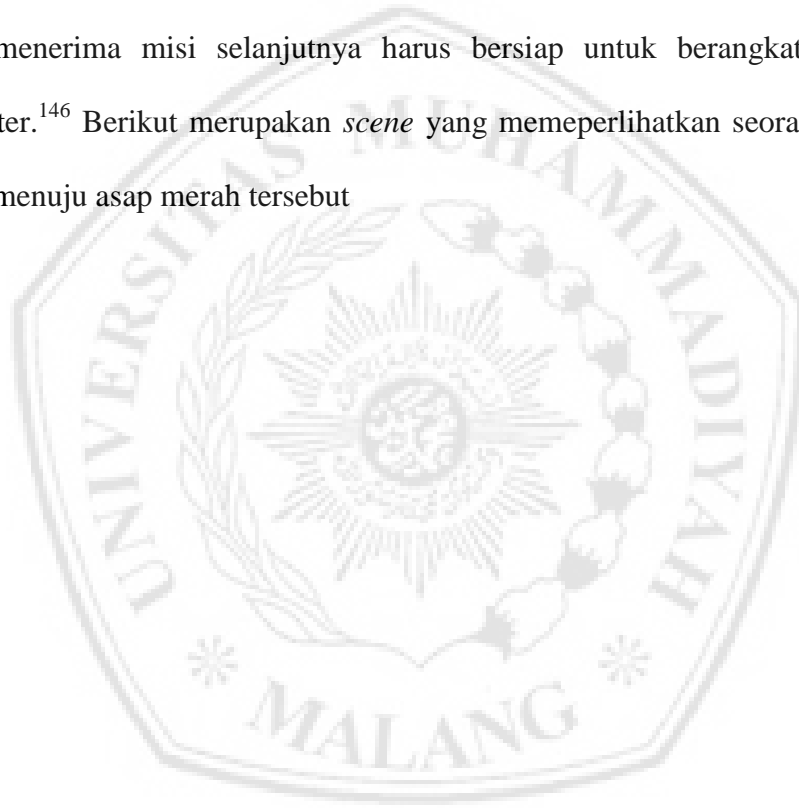 menerima misi selanjutnya harus bersiap untuk berangkat
ter.146 Berikut merupakan scene yang memeperlihatkan seora
menuju asap merah tersebut
UNIVERSITAS MUHAMMADIYAH
MALANG